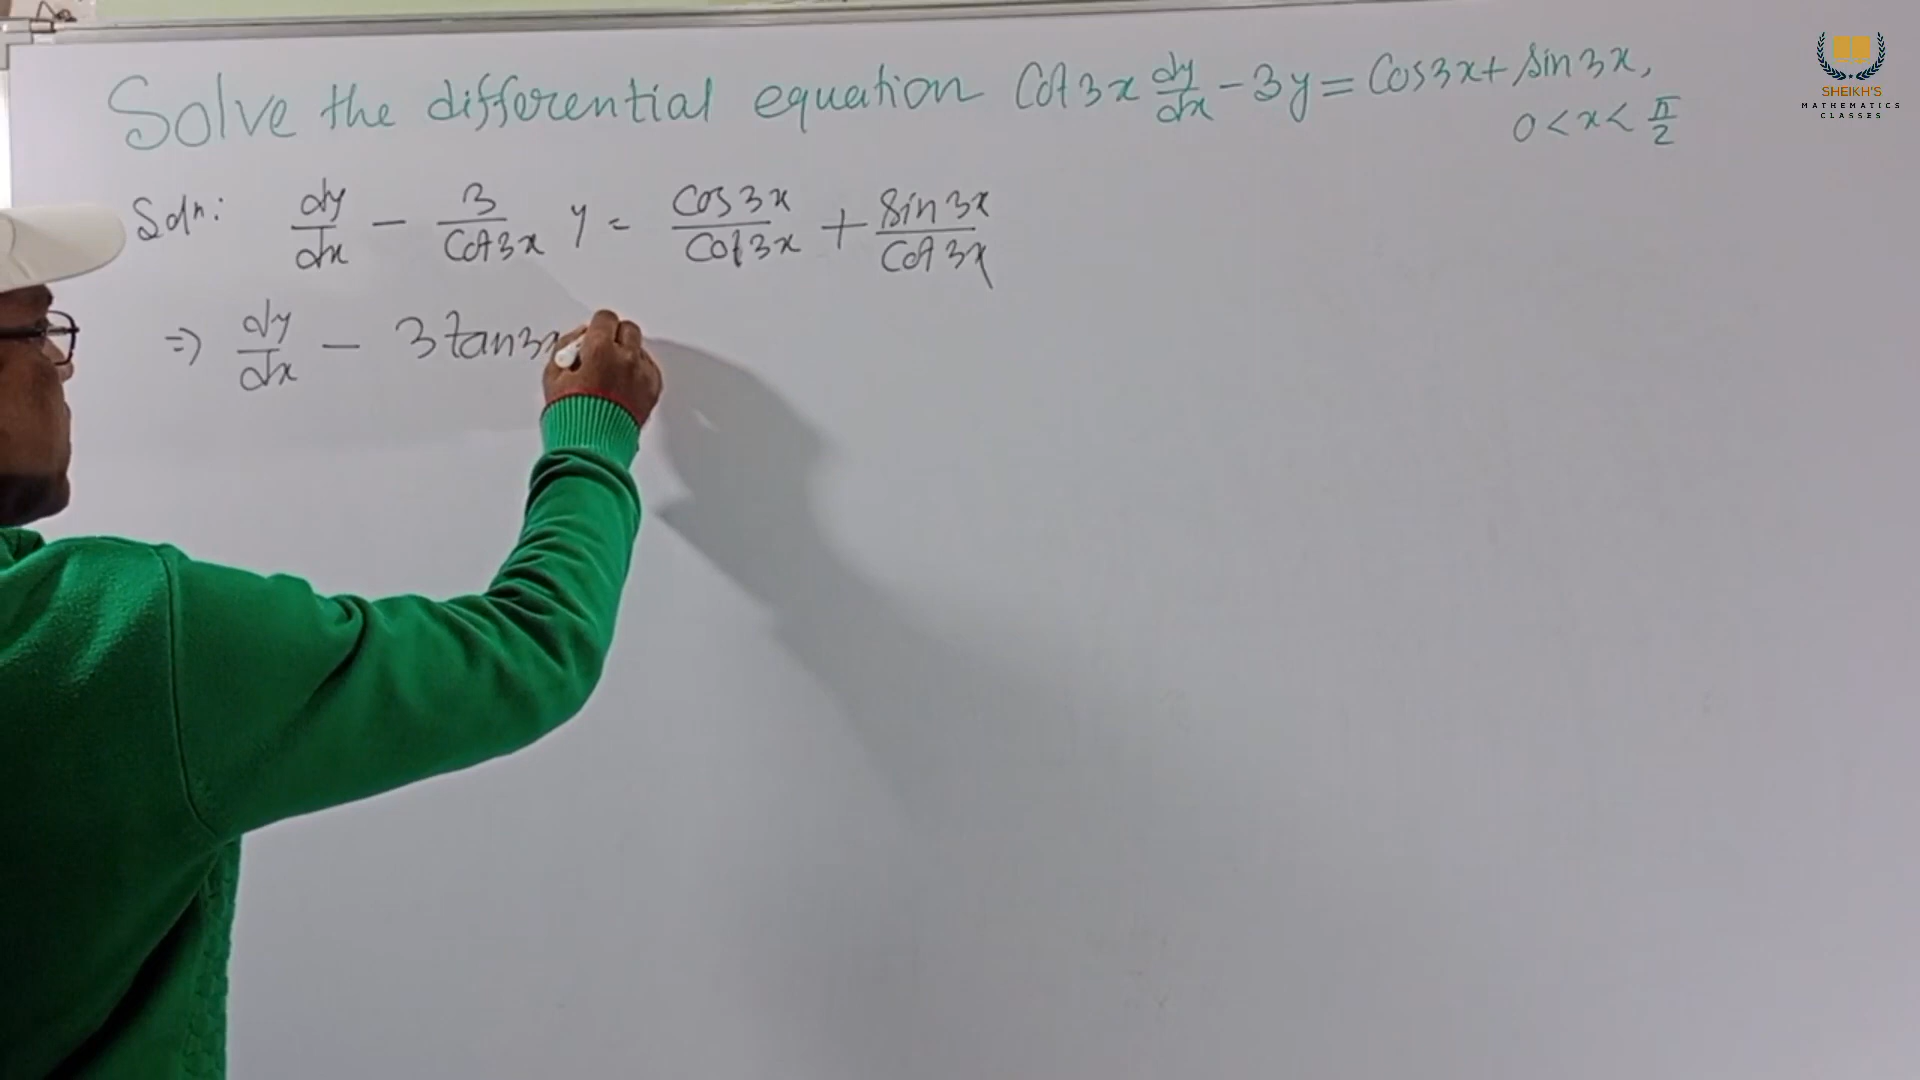 Solve the differential equation Cot 3x dy/dx - 3y = Cos3x + sin 3x,
0 < x < π/2
Soln: dy/dx - 3/Cot3x y = Cos3x/Cot3x + Sin3x/Cot3x
⇒ dy/dx - 3tan3x
SHEIKH'S
MATHEMATICS
CLASSES